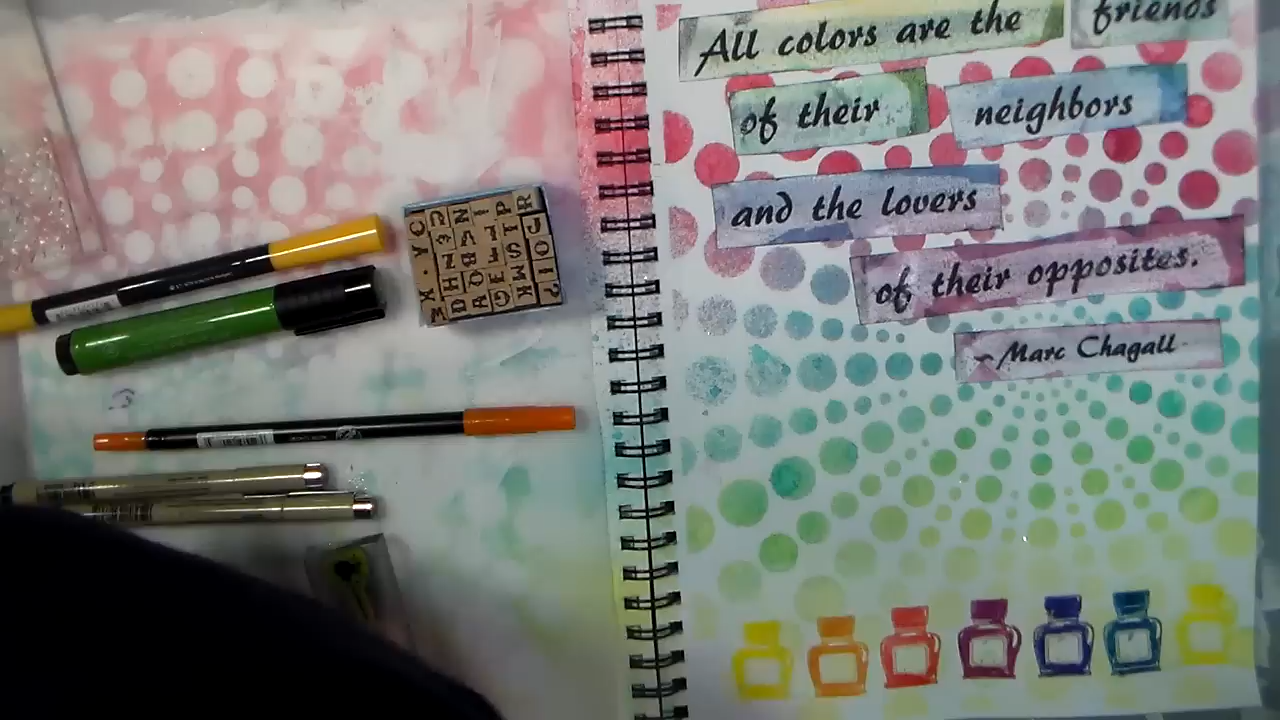 All colors are the friends
of their neighbors
and the lovers
of their opposites.
~ Marc Chagall